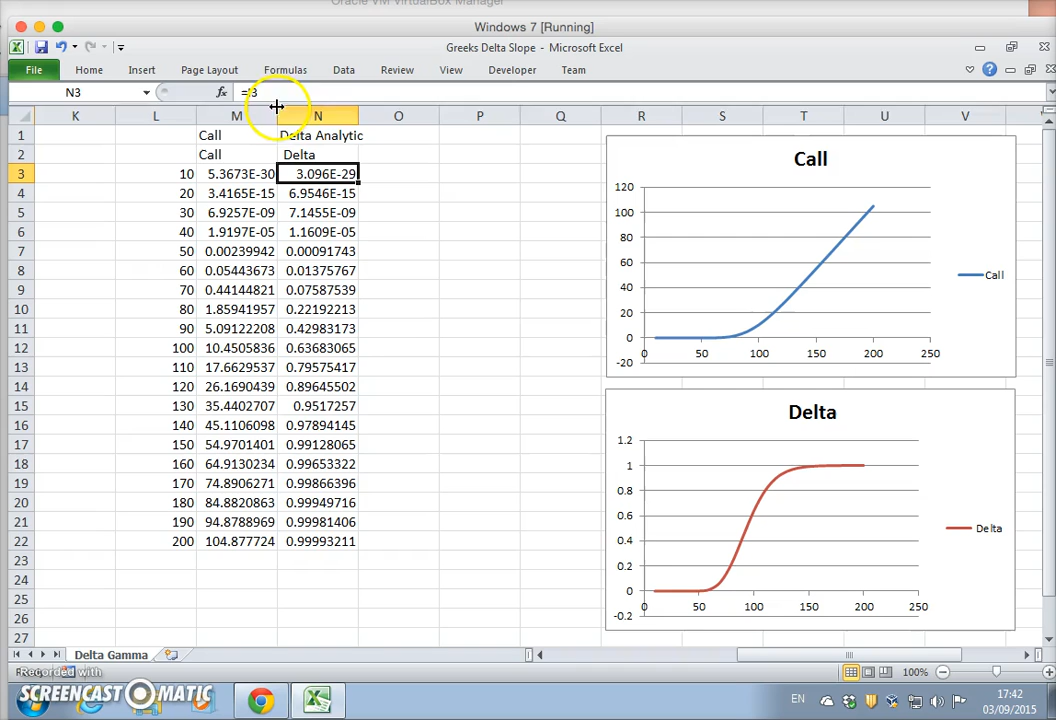 Oracle VM VirtualBox Manager
Windows 7 [Running]
Greeks Delta Slope - Microsoft Excel
File Home Insert Page Layout Formulas Data Review View Developer Team
N3 fx
K L M N O P Q R S T U V
1 Call Delta Analytic
2 Call Delta
3 10 5.3673E-30 3.096E-29
4 20 3.4165E-15 6.9546E-15
5 30 6.9257E-09 7.1455E-09
6 40 1.9197E-05 1.1609E-05
7 50 0.00239942 0.00091743
8 60 0.05443673 0.01375767
9 70 0.44144821 0.07587539
10 80 1.85941957 0.22192213
11 90 5.09122208 0.42983173
12 100 10.4505836 0.63683065
13 110 17.6629537 0.79575417
14 120 26.1690439 0.89645502
15 130 35.4402707 0.9517257
16 140 45.1106098 0.97894145
17 150 54.9701401 0.99128065
18 160 64.9130234 0.99653322
19 170 74.8906271 0.99866396
20 180 84.8820863 0.99949716
21 190 94.8788969 0.99981406
22 200 104.877724 0.99993211
23
24
25
26
27
Call
120
100
80
60
40
20
0
-20
0 50 100 150 200 250
Call
Delta
1.2
1
0.8
0.6
0.4
0.2
0
-0.2
0 50 100 150 200 250
Delta
Delta Gamma
Recorded with
100%
SCREENCAST-O-MATIC
EN
17:42
03/09/2015